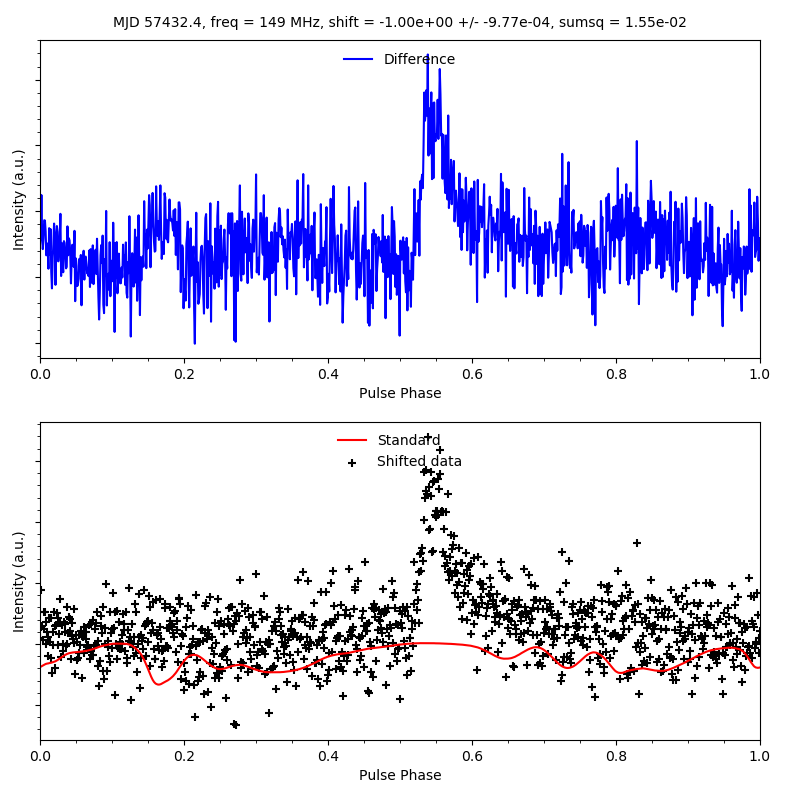 MJD 57432.4, freq = 149 MHz, shift = -1.00e+00 +/- -9.77e-04, sumsq = 1.55e-02
Difference
Intensity (a.u.)
0.0 0.2 0.4 0.6 0.8 1.0
Pulse Phase
Standard
Shifted data
Intensity (a.u.)
0.0 0.2 0.4 0.6 0.8 1.0
Pulse Phase